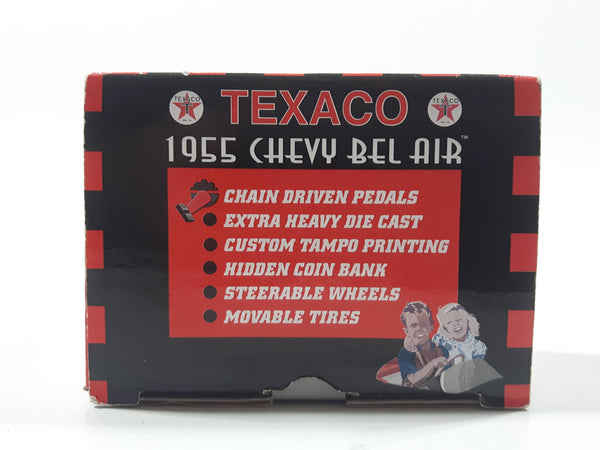 TEXACO TEXACO TEXACO
1955 CHEVY BEL AIR™
CHAIN DRIVEN PEDALS
EXTRA HEAVY DIE CAST
CUSTOM TAMPO PRINTING
HIDDEN COIN BANK
STEERABLE WHEELS
MOVABLE TIRES